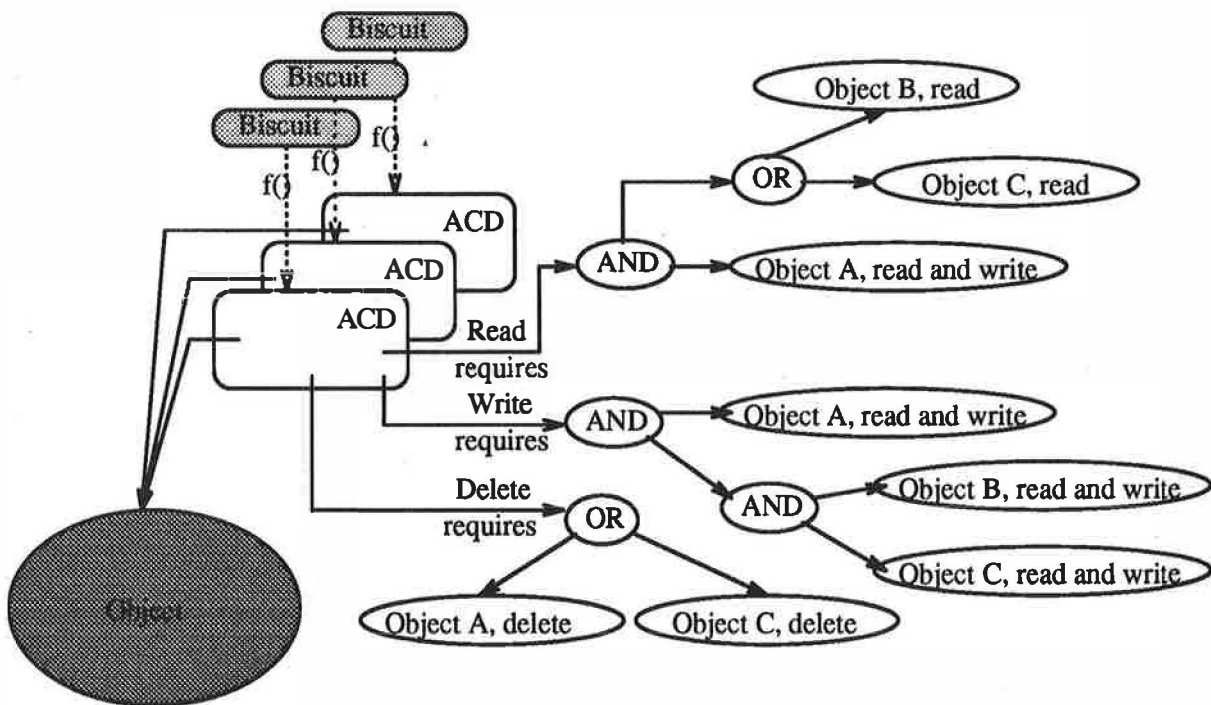 Biscuit
Biscuit
Biscuit
f()
f()
f()
ACD
ACD
ACD
Object
Read
requires
AND
OR
Object B, read
Object C, read
Object A, read and write
Write
requires
AND
Object A, read and write
AND
Object B, read and write
Object C, read and write
Delete
requires
OR
Object A, delete
Object C, delete